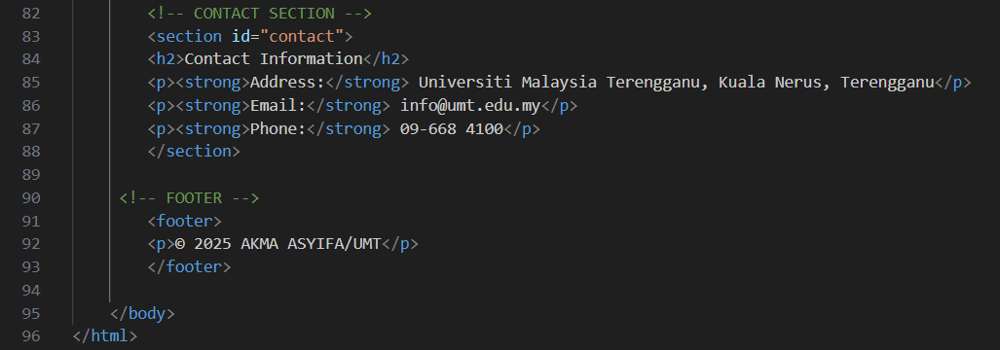 82 <!-- CONTACT SECTION -->
83 <section id="contact">
84 <h2>Contact Information</h2>
85 <p><strong>Address:</strong> Universiti Malaysia Terengganu, Kuala Nerus, Terengganu</p>
86 <p><strong>Email:</strong> info@umt.edu.my</p>
87 <p><strong>Phone:</strong> 09-668 4100</p>
88 </section>
89
90 <!-- FOOTER -->
91 <footer>
92 <p>© 2025 AKMA ASYIFA/UMT</p>
93 </footer>
94
95 </body>
96 </html>